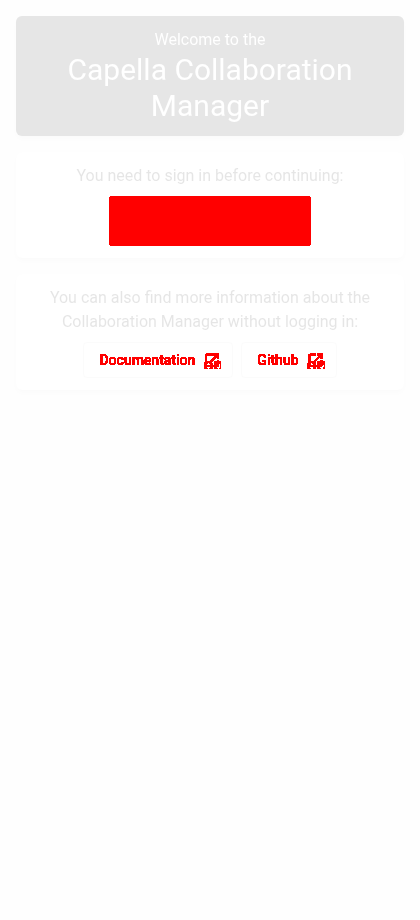 Welcome to the
Capella Collaboration
Manager
You need to sign in before continuing:
You can also find more information about the
Collaboration Manager without logging in:
Documentation
Github